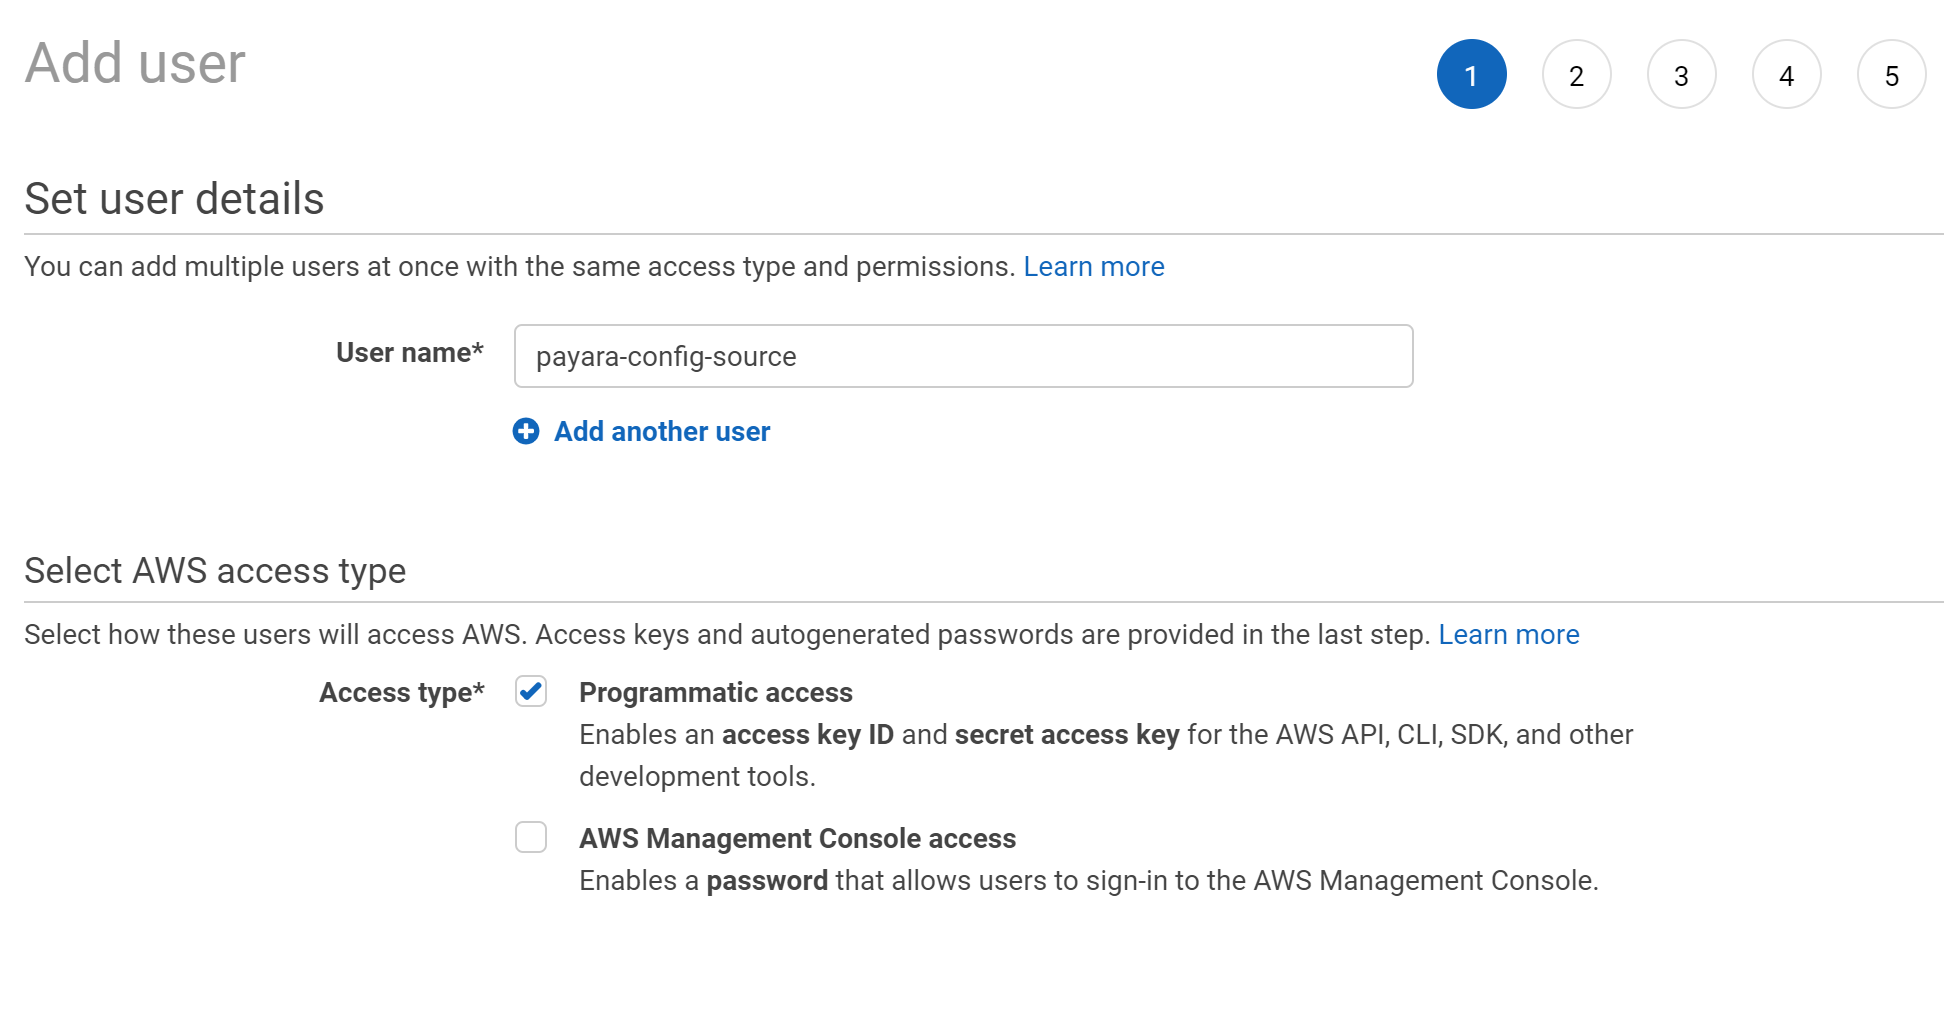 Add user
1 2 3 4 5
Set user details
You can add multiple users at once with the same access type and permissions. Learn more
User name* payara-config-source
Add another user
Select AWS access type
Select how these users will access AWS. Access keys and autogenerated passwords are provided in the last step. Learn more
Access type* Programmatic access
Enables an access key ID and secret access key for the AWS API, CLI, SDK, and other
development tools.
AWS Management Console access
Enables a password that allows users to sign-in to the AWS Management Console.